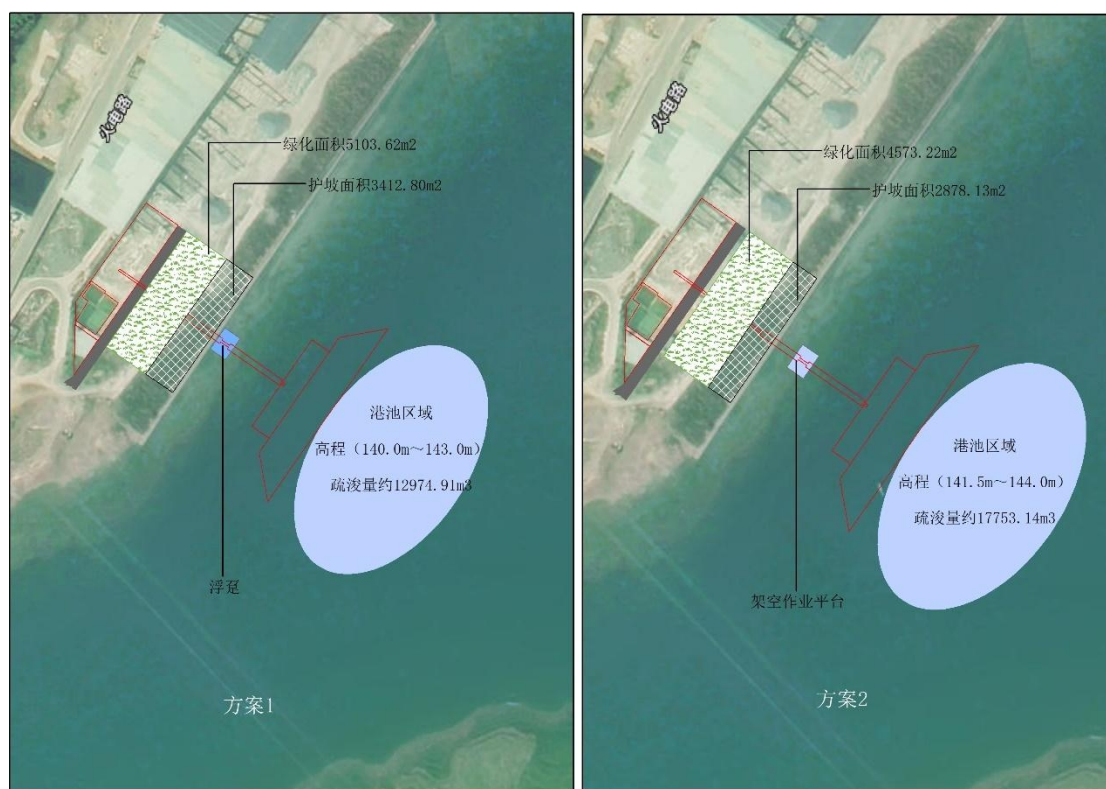 火电路
绿化面积5103.62m2
护坡面积3412.80m2
港池区域
高程（140.0m～143.0m）
疏浚量约12974.91m3
浮趸
方案1
火电路
绿化面积4573.22m2
护坡面积2878.13m2
港池区域
高程（141.5m～144.0m）
疏浚量约17753.14m3
架空作业平台
方案2